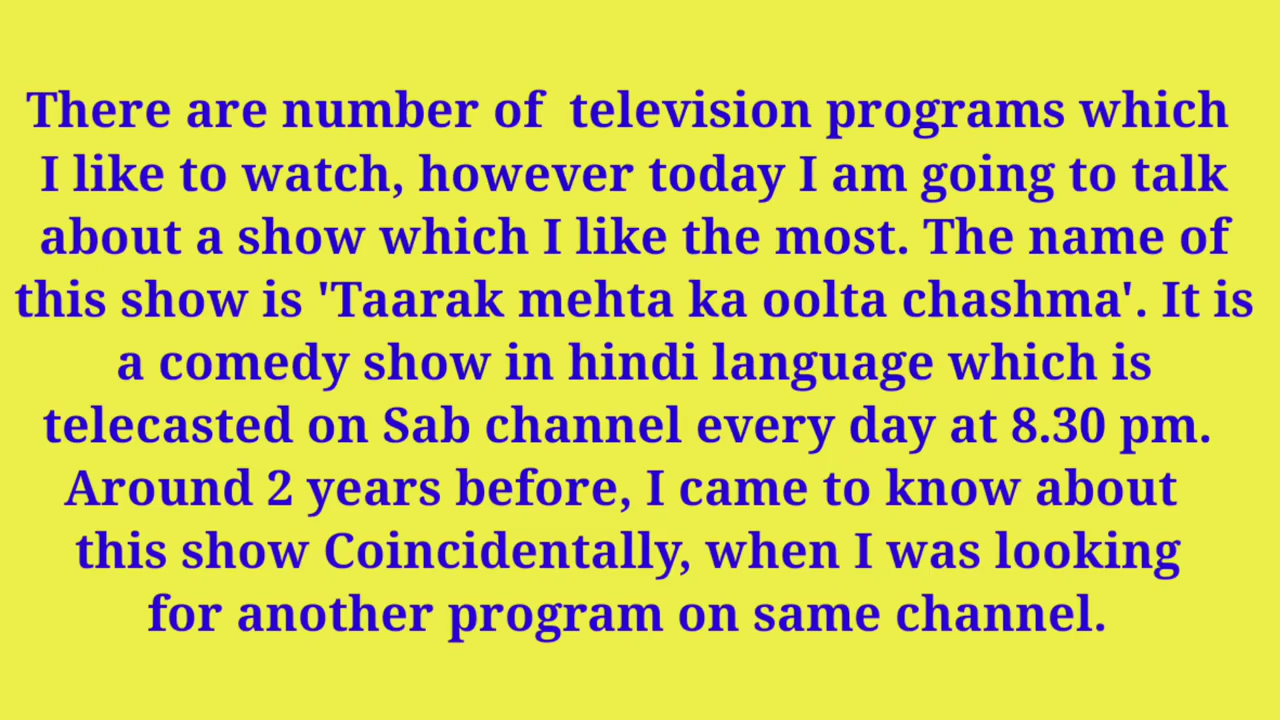 There are number of  television programs which
I like to watch, however today I am going to talk
about a show which I like the most. The name of
this show is 'Taarak mehta ka oolta chashma'. It is
a comedy show in hindi language which is
telecasted on Sab channel every day at 8.30 pm.
Around 2 years before, I came to know about
this show Coincidentally, when I was looking
for another program on same channel.